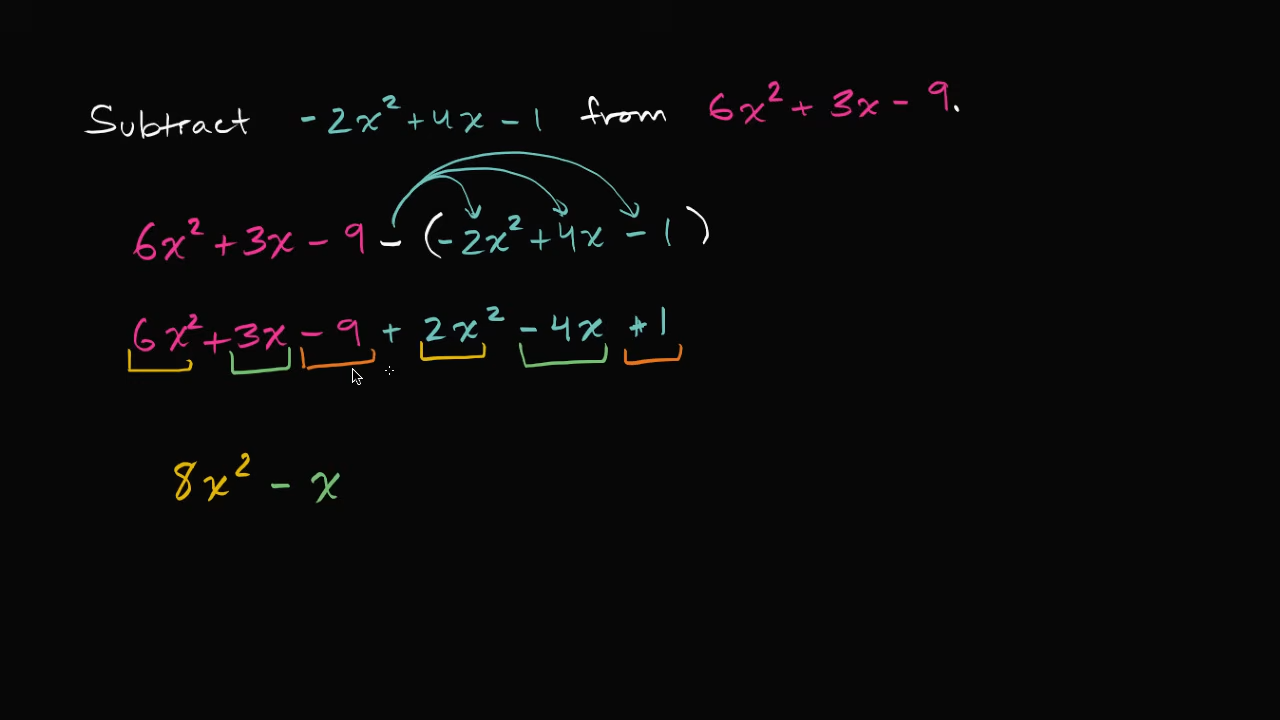 Subtract -2x² + 4x - 1 from 6x² + 3x - 9.
6x² + 3x - 9 - (-2x² + 4x - 1)
6x² + 3x - 9 + 2x² - 4x + 1
8x² - x